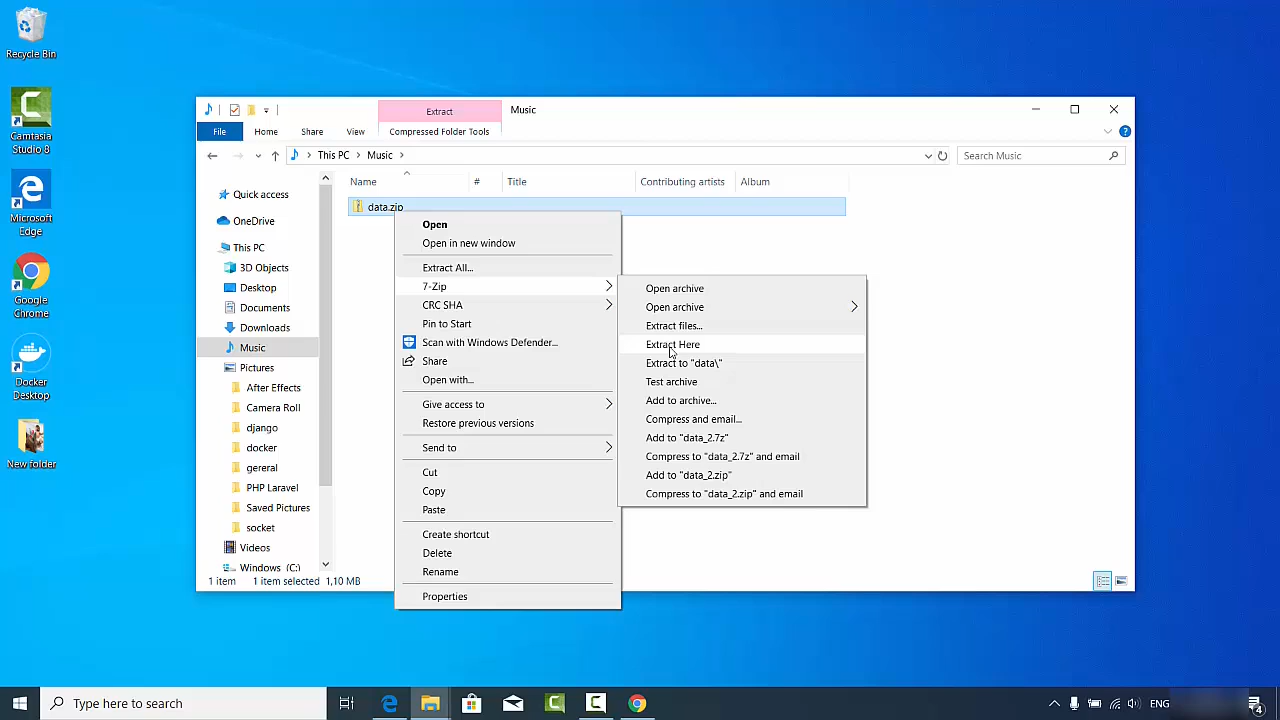 Recycle Bin
Camtasia
Studio 8
Microsoft
Edge
Google
Chrome
Docker
Desktop
New folder
Extract
Music
File
Home
Share
View
Compressed Folder Tools
This PC
Music
Search Music
Name
#
Title
Contributing artists
Album
Quick access
OneDrive
This PC
3D Objects
Desktop
Documents
Downloads
Music
Pictures
After Effects
Camera Roll
django
docker
gereral
PHP Laravel
Saved Pictures
socket
Videos
Windows (C:)
data.zip
Open
Open in new window
Extract All...
7-Zip
CRC SHA
Pin to Start
Scan with Windows Defender...
Share
Open with...
Give access to
Restore previous versions
Send to
Cut
Copy
Paste
Create shortcut
Delete
Rename
Properties
Open archive
Open archive
Extract files...
Extract Here
Extract to "data\"
Test archive
Add to archive...
Compress and email...
Add to "data_2.7z"
Compress to "data_2.7z" and email
Add to "data_2.zip"
Compress to "data_2.zip" and email
1 item
1 item selected
1,10 MB
Type here to search
ENG
4